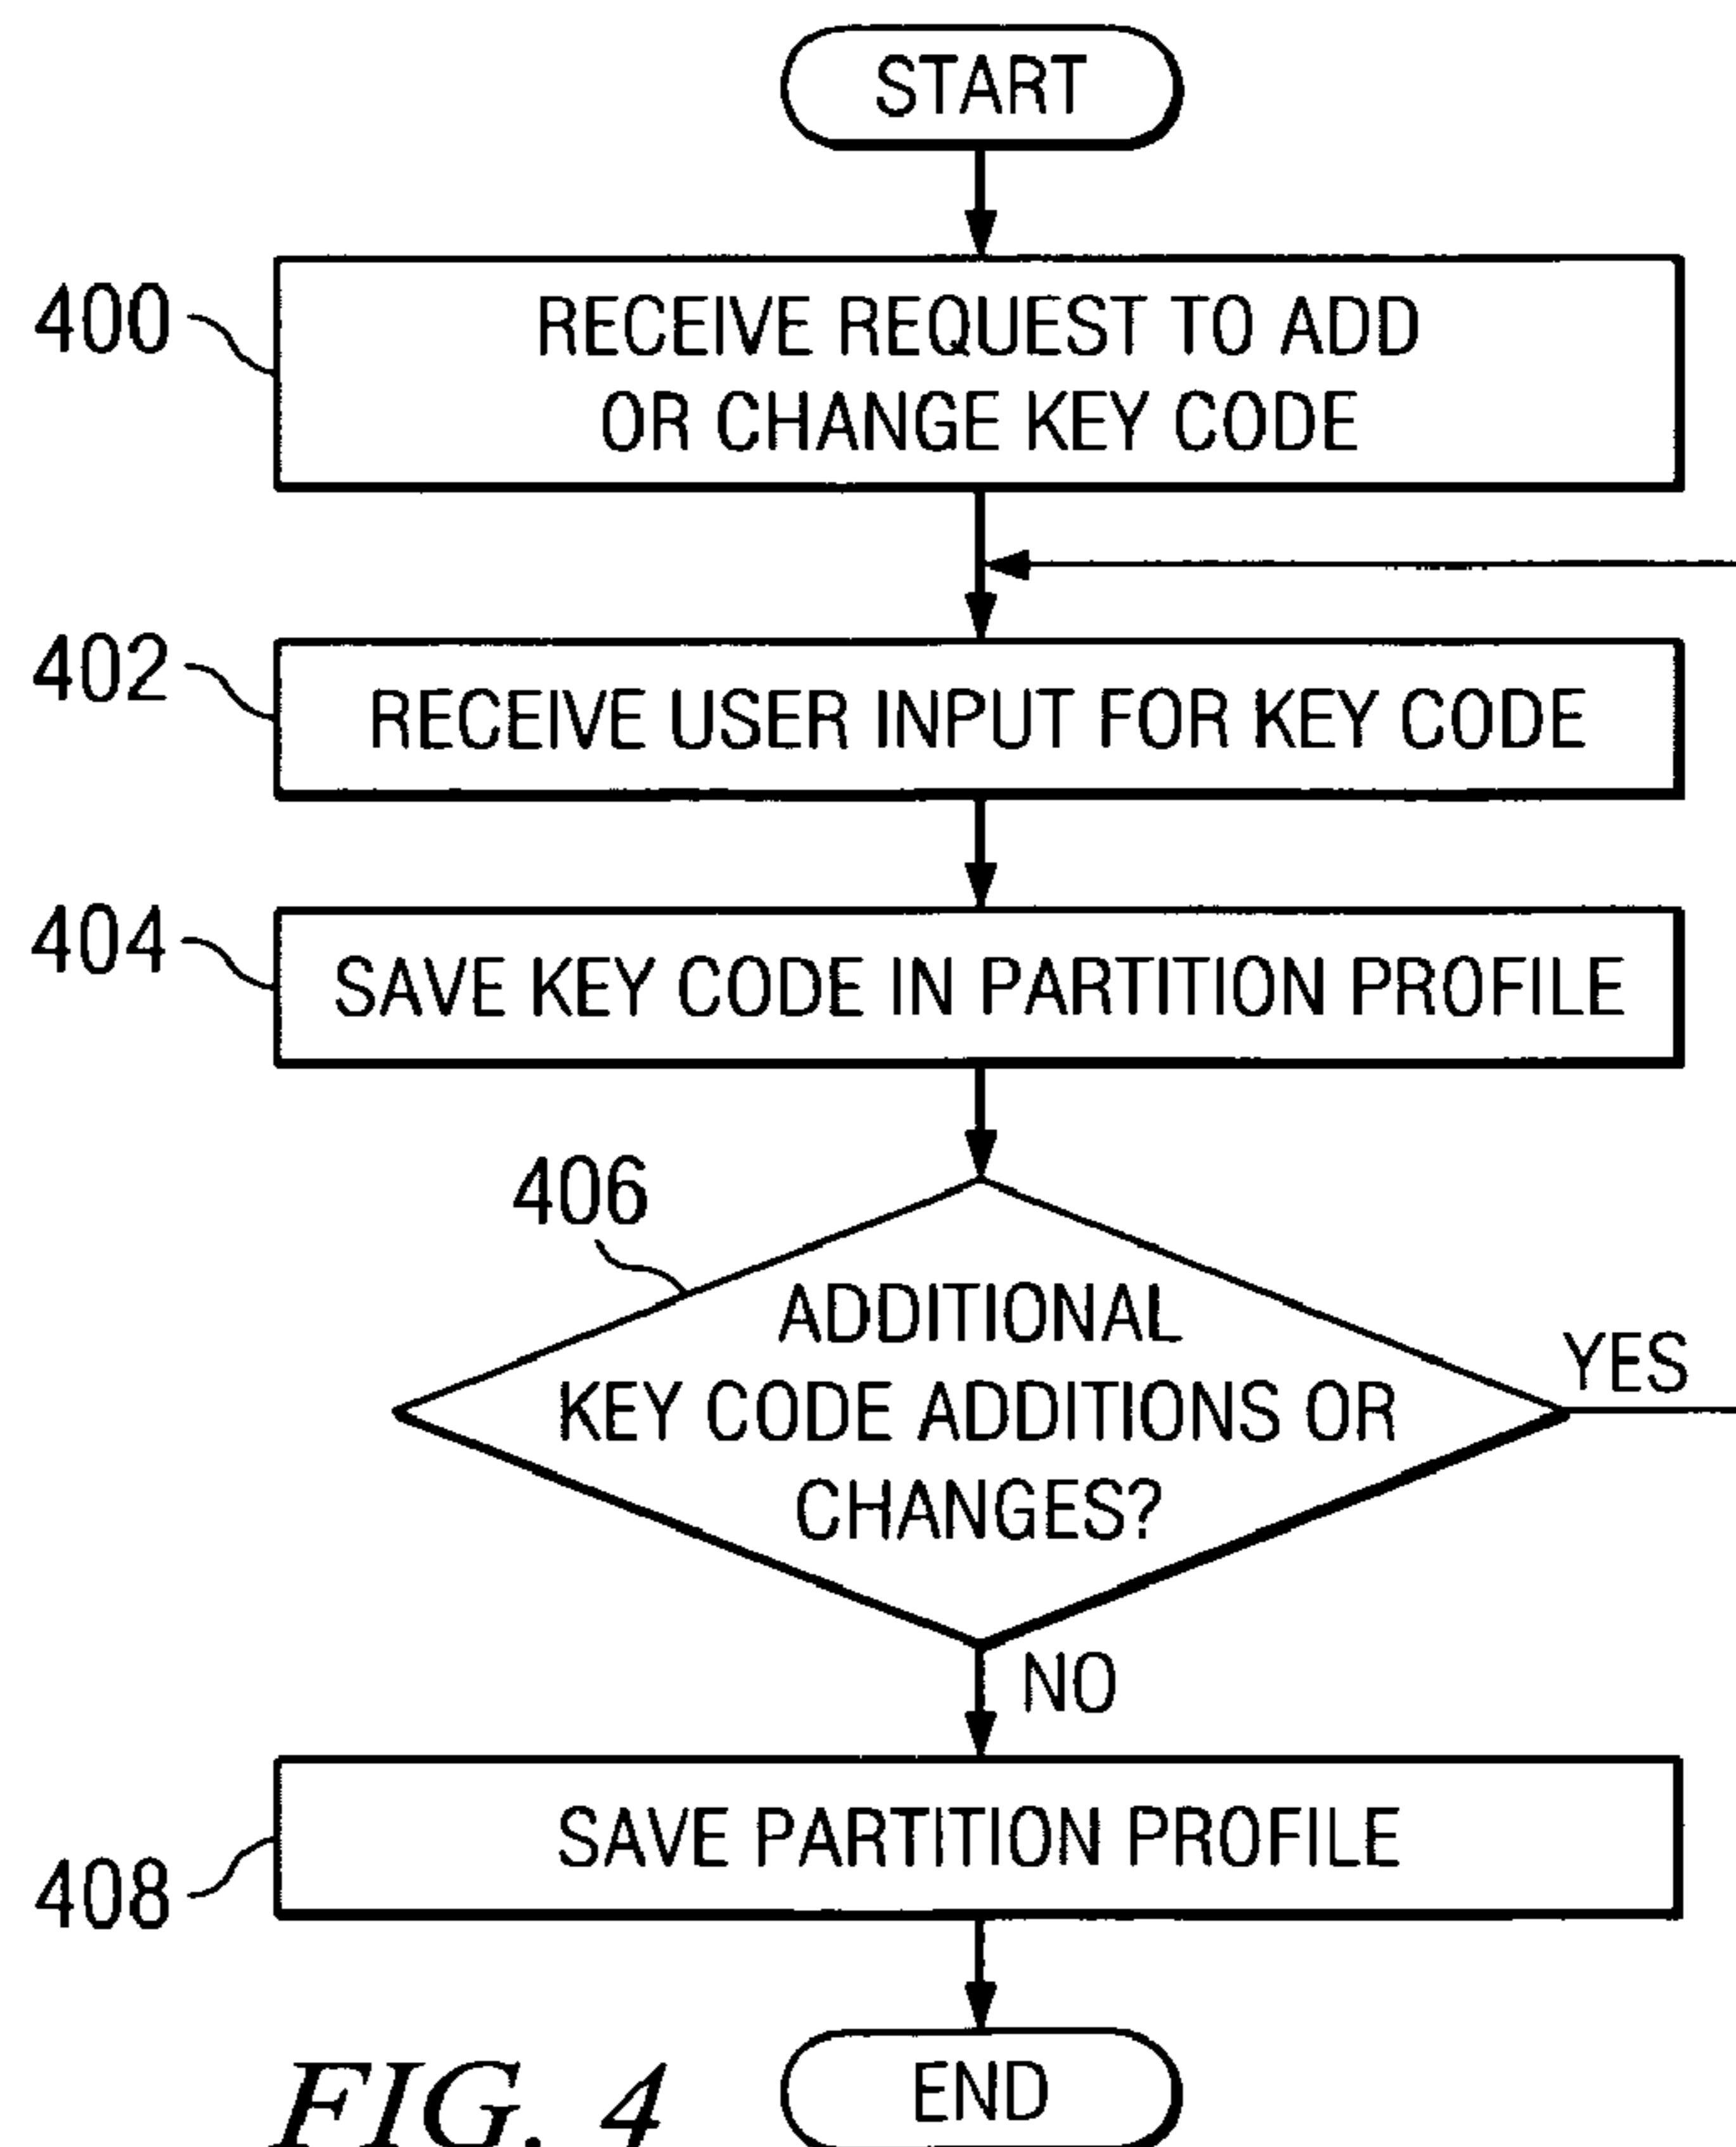 START
400
RECEIVE REQUEST TO ADD
OR CHANGE KEY CODE
402
RECEIVE USER INPUT FOR KEY CODE
404
SAVE KEY CODE IN PARTITION PROFILE
406
ADDITIONAL
KEY CODE ADDITIONS OR
CHANGES?
YES
NO
SAVE PARTITION PROFILE
408
END
FIG. 4